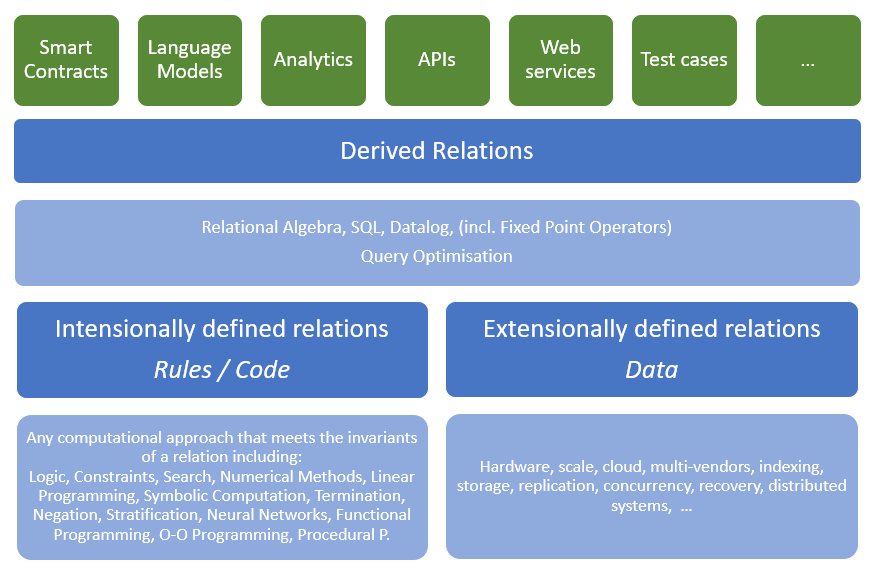 Smart
Contracts
Language
Models
Analytics
APIs
Web
services
Test cases
...
Derived Relations
Relational Algebra, SQL, Datalog, (incl. Fixed Point Operators)
Query Optimisation
Intensionally defined relations
Rules / Code
Extensionally defined relations
Data
Any computational approach that meets the invariants
of a relation including:
Logic, Constraints, Search, Numerical Methods, Linear
Programming, Symbolic Computation, Termination,
Negation, Stratification, Neural Networks, Functional
Programming, O-O Programming, Procedural P.
Hardware, scale, cloud, multi-vendors, indexing,
storage, replication, concurrency, recovery, distributed
systems,  ...